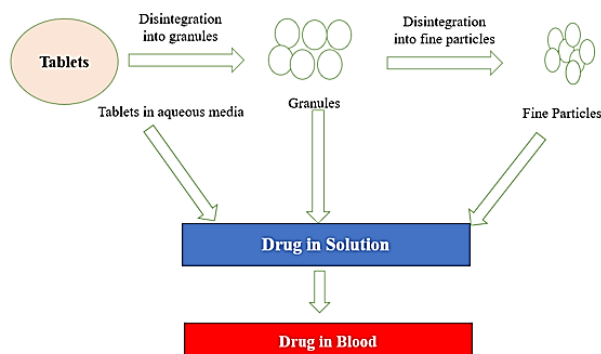 Tablets
Disintegration
into granules
Disintegration
into fine particles
Tablets in aqueous media
Granules
Fine Particles
Drug in Solution
Drug in Blood